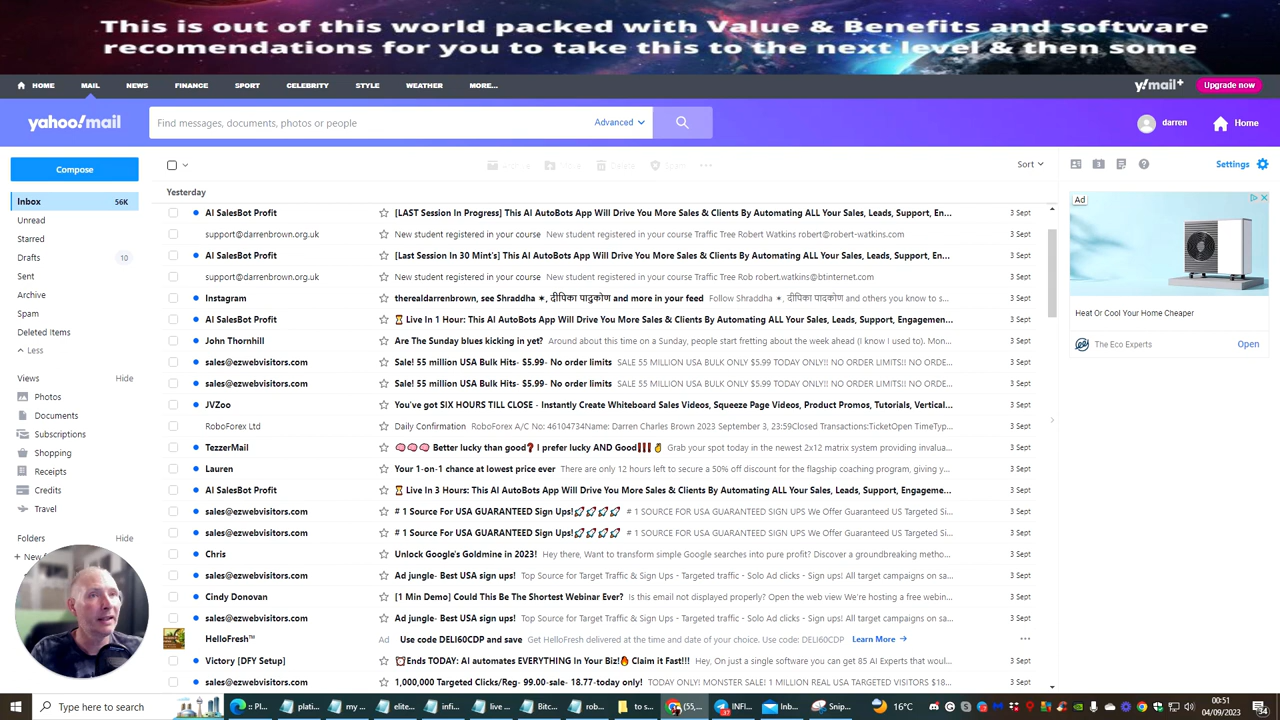 This is out of this world packed with Value & Benefits and software
recomendations for you to take this to the next level & then some
HOME MAIL NEWS FINANCE SPORT CELEBRITY STYLE WEATHER MORE... y!mail+ Upgrade now
yahoo!mail Find messages, documents, photos or people Advanced darren Home
Compose Archive Move Delete Spam Sort Settings
Inbox 56K
Unread
Starred
Drafts 10
Sent
Archive
Spam
Deleted Items
Less
Views Hide
Photos
Documents
Subscriptions
Shopping
Receipts
Credits
Travel
Folders Hide
Yesterday
AI SalesBot Profit [LAST Session In Progress] This AI AutoBots App Will Drive You More Sales & Clients By Automating ALL Your Sales, Leads, Support, En... 3 Sept
support@darrenbrown.org.uk New student registered in your course New student registered in your course Traffic Tree Robert Watkins robert@robert-watkins.com 3 Sept
AI SalesBot Profit [Last Session In 30 Mint's] This AI AutoBots App Will Drive You More Sales & Clients By Automating ALL Your Sales, Leads, Support, En... 3 Sept
support@darrenbrown.org.uk New student registered in your course New student registered in your course Traffic Tree Rob robert.watkins@btinternet.com 3 Sept
Instagram therealdarrenbrown, see Shraddha ✶, दीपिका पादुकोण and more in your feed Follow Shraddha ✶, दीपिका पादुकोण and others you know to s... 3 Sept
AI SalesBot Profit ⏳Live In 1 Hour: This AI AutoBots App Will Drive You More Sales & Clients By Automating ALL Your Sales, Leads, Support, Engagemen... 3 Sept
John Thornhill Are The Sunday blues kicking in yet? Around about this time on a Sunday, people start fretting about the week ahead (I know I used to). Mon... 3 Sept
sales@ezwebvisitors.com Sale! 55 million USA Bulk Hits- $5.99- No order limits SALE 55 MILLION USA BULK ONLY $5.99 TODAY ONLY! NO ORDER LIMITS!! NO ORDE... 3 Sept
sales@ezwebvisitors.com Sale! 55 million USA Bulk Hits- $5.99- No order limits SALE 55 MILLION USA BULK ONLY $5.99 TODAY ONLY! NO ORDER LIMITS!! NO ORDE... 3 Sept
JVZoo You've got SIX HOURS TILL CLOSE - Instantly Create Whiteboard Sales Videos, Squeeze Page Videos, Product Promos, Tutorials, Vertical... 3 Sept
RoboForex Ltd Daily Confirmation RoboForex A/C No: 46104734Name: Darren Charles Brown 2023 September 3, 23:59Closed Transactions:TicketOpen TimeTyp... 3 Sept
TezzerMail 🧠🧠🧠 Better lucky than good❓ I prefer lucky AND Good❗❗❗ Grab your spot today in the newest 2x12 matrix system providing invalua... 3 Sept
Lauren Your 1-on-1 chance at lowest price ever There are only 12 hours left to secure a 50% off discount for the flagship coaching program, giving y... 3 Sept
AI SalesBot Profit ⏳Live In 3 Hours: This AI AutoBots App Will Drive You More Sales & Clients By Automating ALL Your Sales, Leads, Support, Engageme... 3 Sept
sales@ezwebvisitors.com # 1 Source For USA GUARANTEED Sign Ups!🚀🚀🚀🚀 # 1 SOURCE FOR USA GUARANTEED SIGN UPS We Offer Guaranteed US Targeted Si... 3 Sept
sales@ezwebvisitors.com # 1 Source For USA GUARANTEED Sign Ups!🚀🚀🚀🚀 # 1 SOURCE FOR USA GUARANTEED SIGN UPS We Offer Guaranteed US Targeted Si... 3 Sept
Chris Unlock Google's Goldmine in 2023! Hey there, Want to transform simple Google searches into pure profit? Discover a groundbreaking metho... 3 Sept
sales@ezwebvisitors.com Ad jungle- Best USA sign ups! Top Source for Target Traffic & Sign Ups - Targeted traffic - Solo Ad clicks - Sign ups! All target campaigns on sa... 3 Sept
Cindy Donovan [1 Min Demo] Could This Be The Shortest Webinar Ever? Is this email not displayed properly? Open the web view We're hosting a free webin... 3 Sept
sales@ezwebvisitors.com Ad jungle- Best USA sign ups! Top Source for Target Traffic & Sign Ups - Targeted traffic - Solo Ad clicks - Sign ups! All target campaigns on sa... 3 Sept
HelloFresh™ Ad Use code DELI60CDP and save Get HelloFresh delivered at the time and date of your choice. Use code: DELI60CDP Learn More
Victory [DFY Setup] ⏰Ends TODAY: AI automates EVERYTHING In Your Biz!🔥 Claim it Fast!!! Hey, On just a single software you can get 85 AI Experts that woul... 3 Sept
sales@ezwebvisitors.com 1,000,000 Targeted Clicks/Reg- 99.00-sale- 18.77-today only! TODAY ONLY! MONSTER SALE! 1 MILLION REAL USA TARGETED VISITORS $18... 3 Sept
Ad
Heat Or Cool Your Home Cheaper
The Eco Experts Open
Type here to search :: Pl... plati... my ... elite... infi... live ... Bitc... rob... to s... (55,... INFI... Inb... Snip... 16°C 00:51
04/09/2023